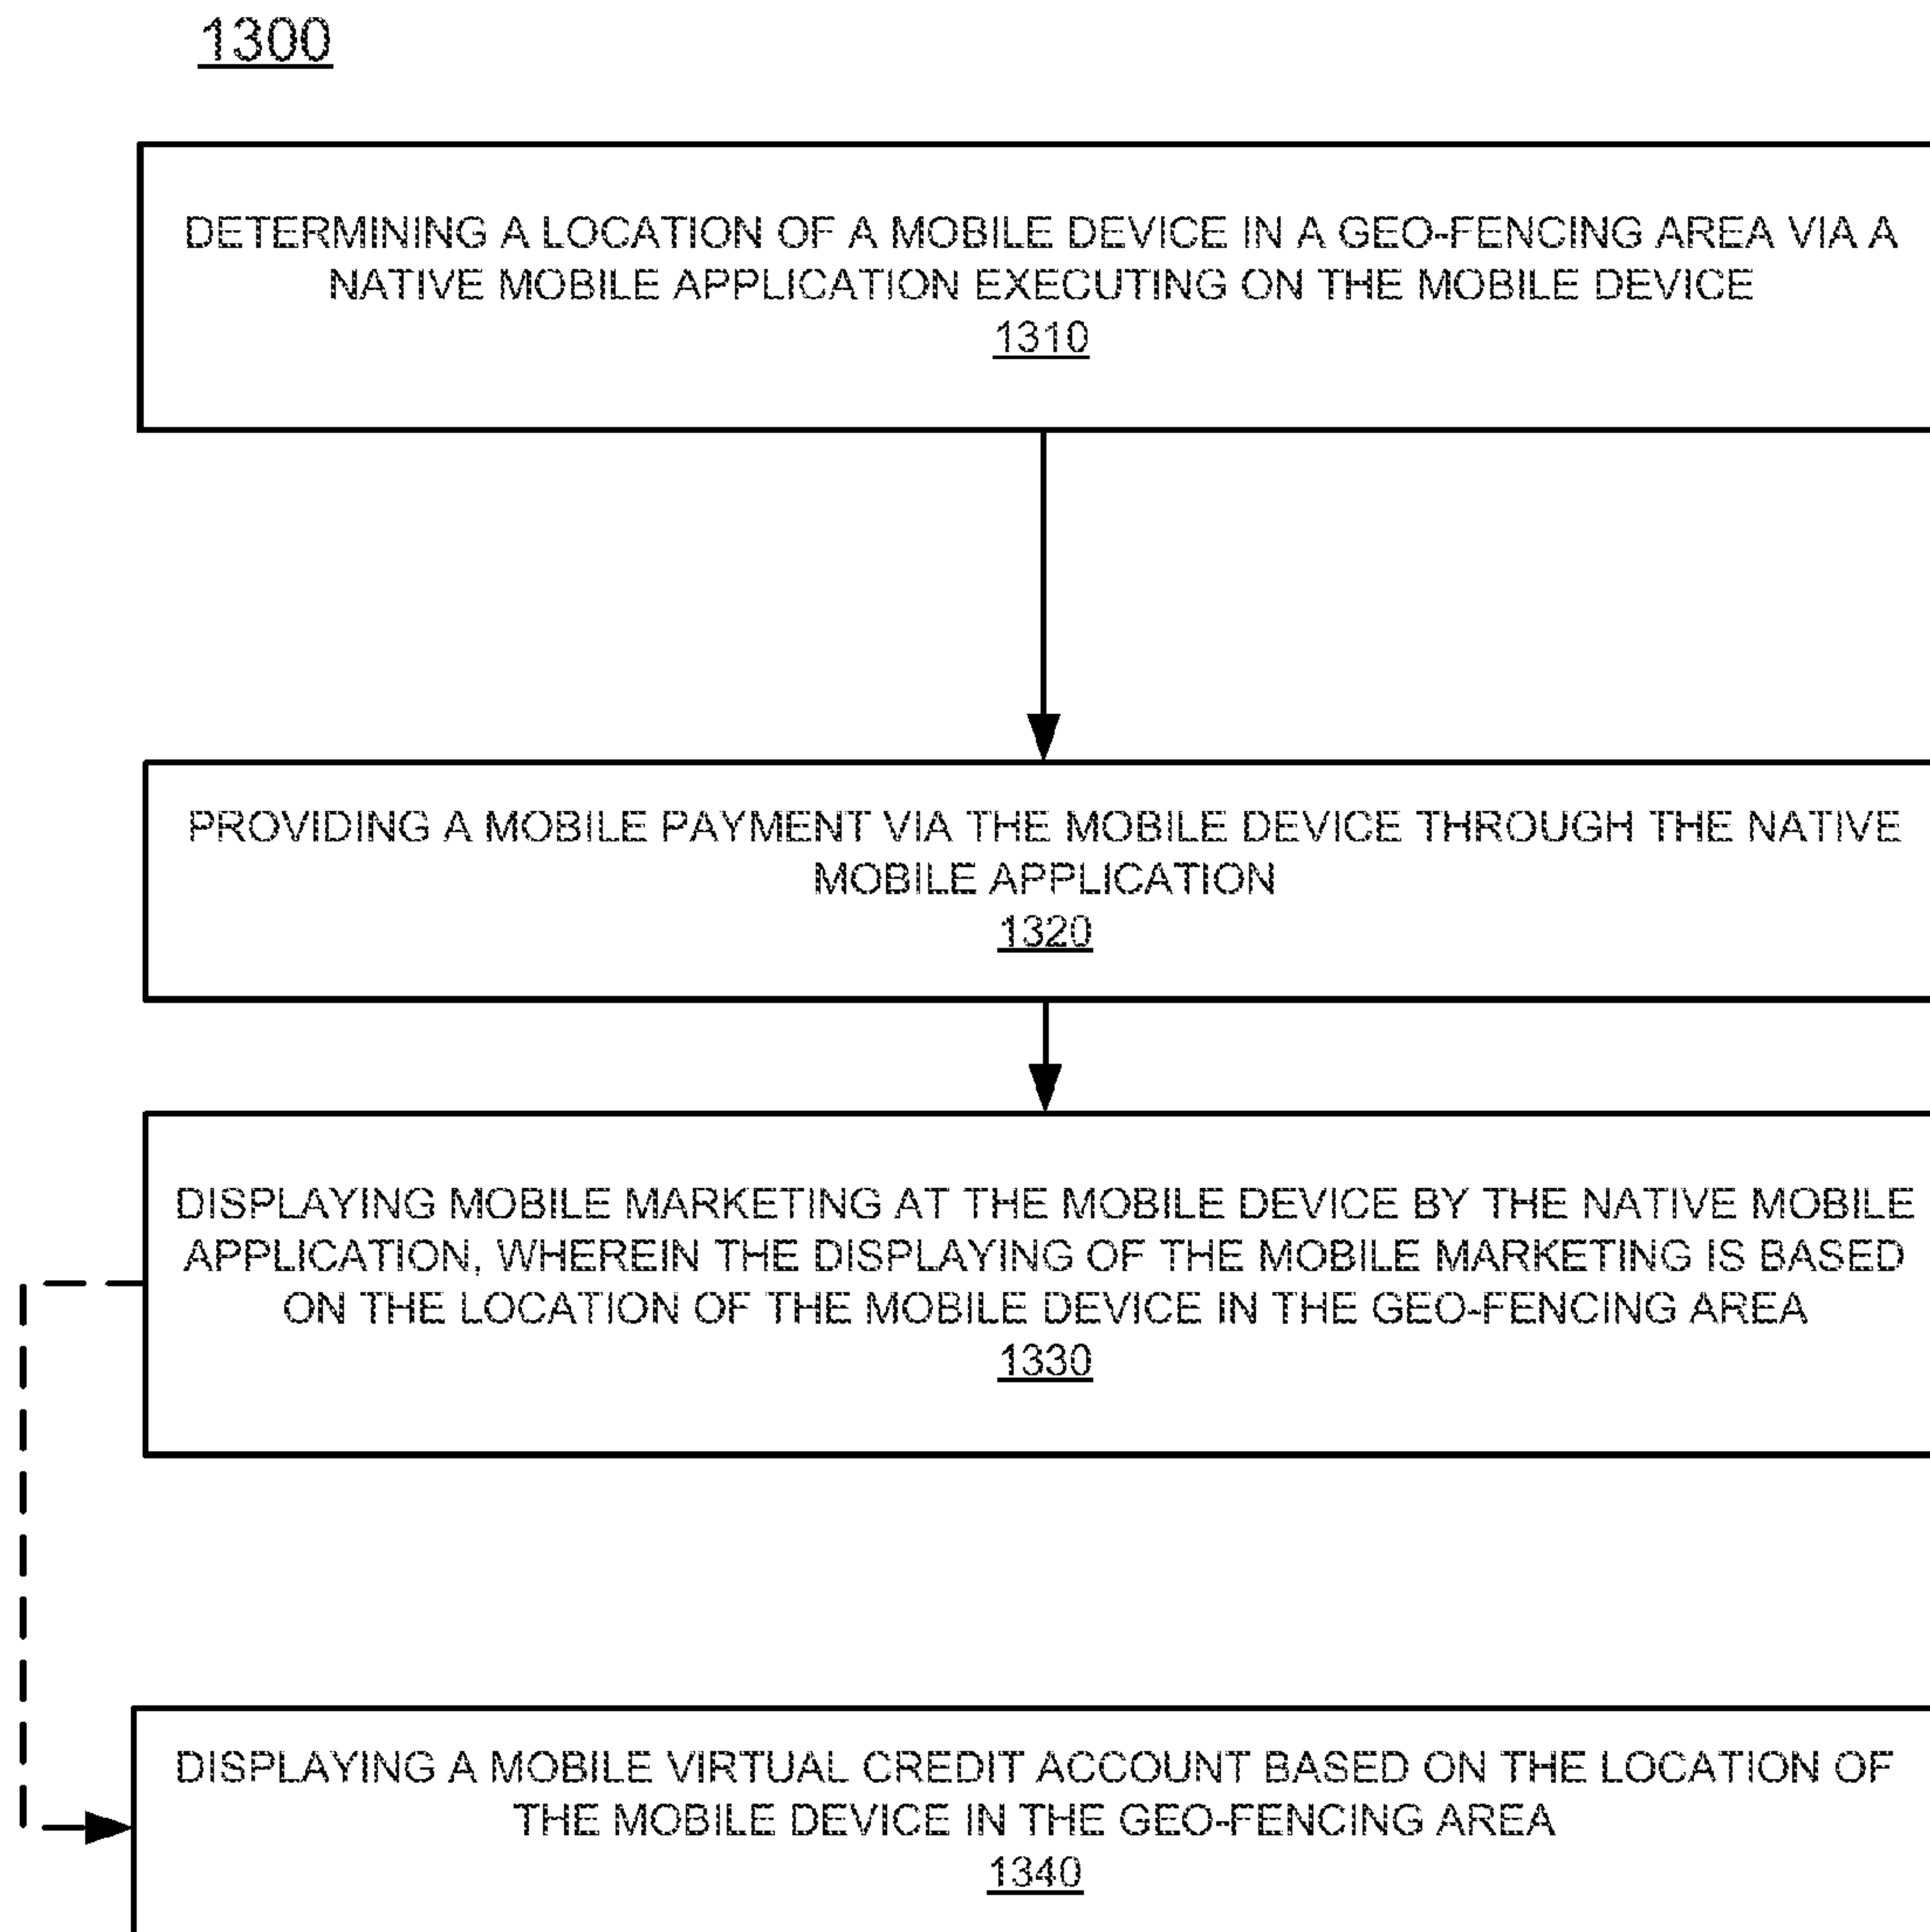 1300
DETERMINING A LOCATION OF A MOBILE DEVICE IN A GEO-FENCING AREA VIA A
NATIVE MOBILE APPLICATION EXECUTING ON THE MOBILE DEVICE
1310
PROVIDING A MOBILE PAYMENT VIA THE MOBILE DEVICE THROUGH THE NATIVE
MOBILE APPLICATION
1320
DISPLAYING MOBILE MARKETING AT THE MOBILE DEVICE BY THE NATIVE MOBILE
APPLICATION, WHEREIN THE DISPLAYING OF THE MOBILE MARKETING IS BASED
ON THE LOCATION OF THE MOBILE DEVICE IN THE GEO-FENCING AREA
1330
DISPLAYING A MOBILE VIRTUAL CREDIT ACCOUNT BASED ON THE LOCATION OF
THE MOBILE DEVICE IN THE GEO-FENCING AREA
1340